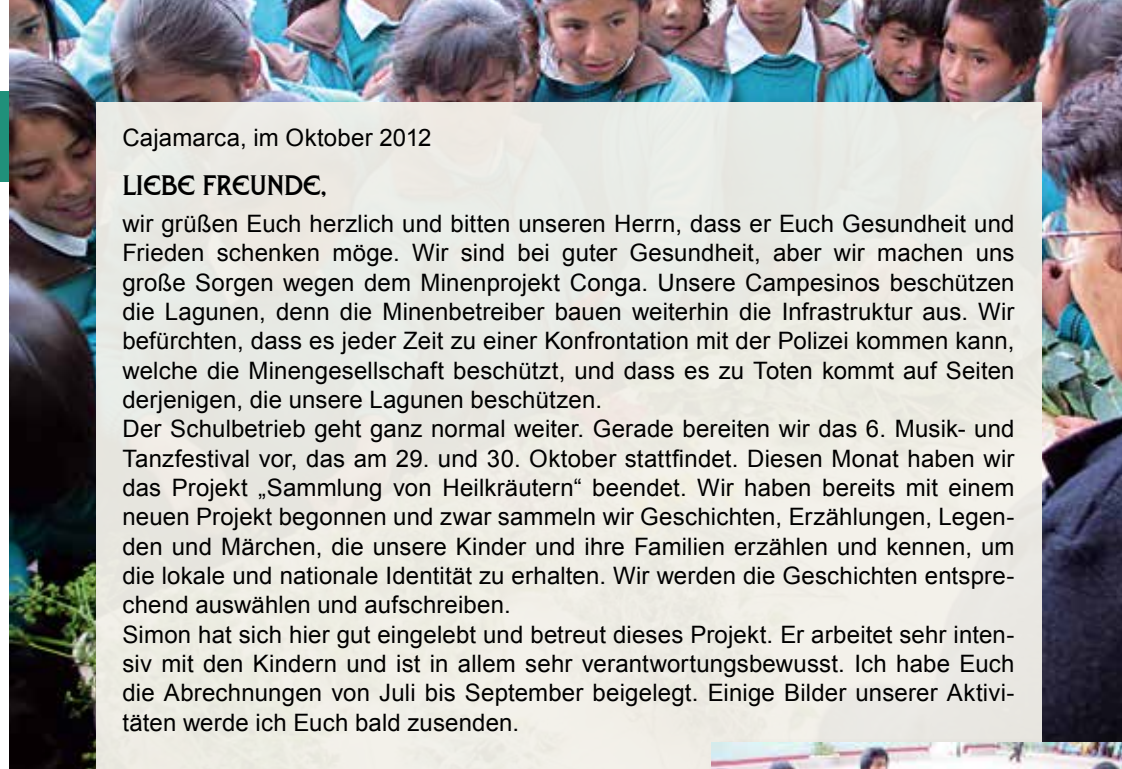 Cajamarca, im Oktober 2012
LIEBE FREUNDE,
wir grüßen Euch herzlich und bitten unseren Herrn, dass er Euch Gesundheit und
Frieden schenken möge. Wir sind bei guter Gesundheit, aber wir machen uns
große Sorgen wegen dem Minenprojekt Conga. Unsere Campesinos beschützen
die Lagunen, denn die Minenbetreiber bauen weiterhin die Infrastruktur aus. Wir
befürchten, dass es jeder Zeit zu einer Konfrontation mit der Polizei kommen kann,
welche die Minengesellschaft beschützt, und dass es zu Toten kommt auf Seiten
derjenigen, die unsere Lagunen beschützen.
Der Schulbetrieb geht ganz normal weiter. Gerade bereiten wir das 6. Musik- und
Tanzfestival vor, das am 29. und 30. Oktober stattfindet. Diesen Monat haben wir
das Projekt „Sammlung von Heilkräutern“ beendet. Wir haben bereits mit einem
neuen Projekt begonnen und zwar sammeln wir Geschichten, Erzählungen, Legen-
den und Märchen, die unsere Kinder und ihre Familien erzählen und kennen, um
die lokale und nationale Identität zu erhalten. Wir werden die Geschichten entspre-
chend auswählen und aufschreiben.
Simon hat sich hier gut eingelebt und betreut dieses Projekt. Er arbeitet sehr inten-
siv mit den Kindern und ist in allem sehr verantwortungsbewusst. Ich habe Euch
die Abrechnungen von Juli bis September beigelegt. Einige Bilder unserer Aktivi-
täten werde ich Euch bald zusenden.